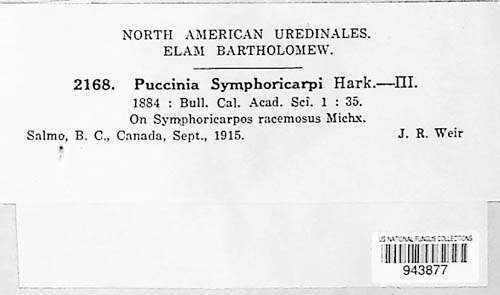 NORTH AMERICAN UREDINALES.
ELAM BARTHOLOMEW.
2168. Puccinia Symphoricarpi Hark.—III.
1884 : Bull. Cal. Acad. Sci. 1 : 35.
On Symphoricarpos racemosus Michx.
Salmo, B. C., Canada, Sept., 1915. J. R. Weir
US NATIONAL FUNGUS COLLECTIONS
943877